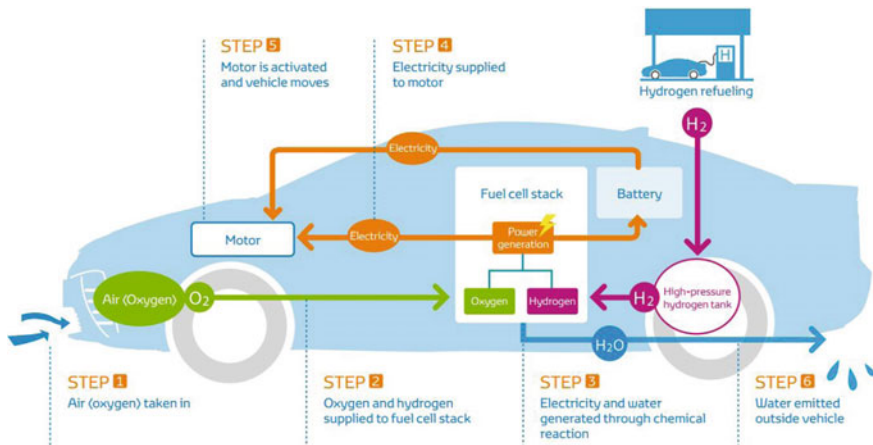 STEP 5
Motor is activated
and vehicle moves
STEP 4
Electricity supplied
to motor
H
Hydrogen refueling
H2
Electricity
Fuel cell stack
Battery
Motor
Electricity
Power
generation
Air (Oxygen)
O2
Oxygen
Hydrogen
H2
High-pressure
hydrogen tank
H2O
STEP 1
Air (oxygen) taken in
STEP 2
Oxygen and hydrogen
supplied to fuel cell stack
STEP 3
Electricity and water
generated through chemical
reaction
STEP 6
Water emitted
outside vehicle